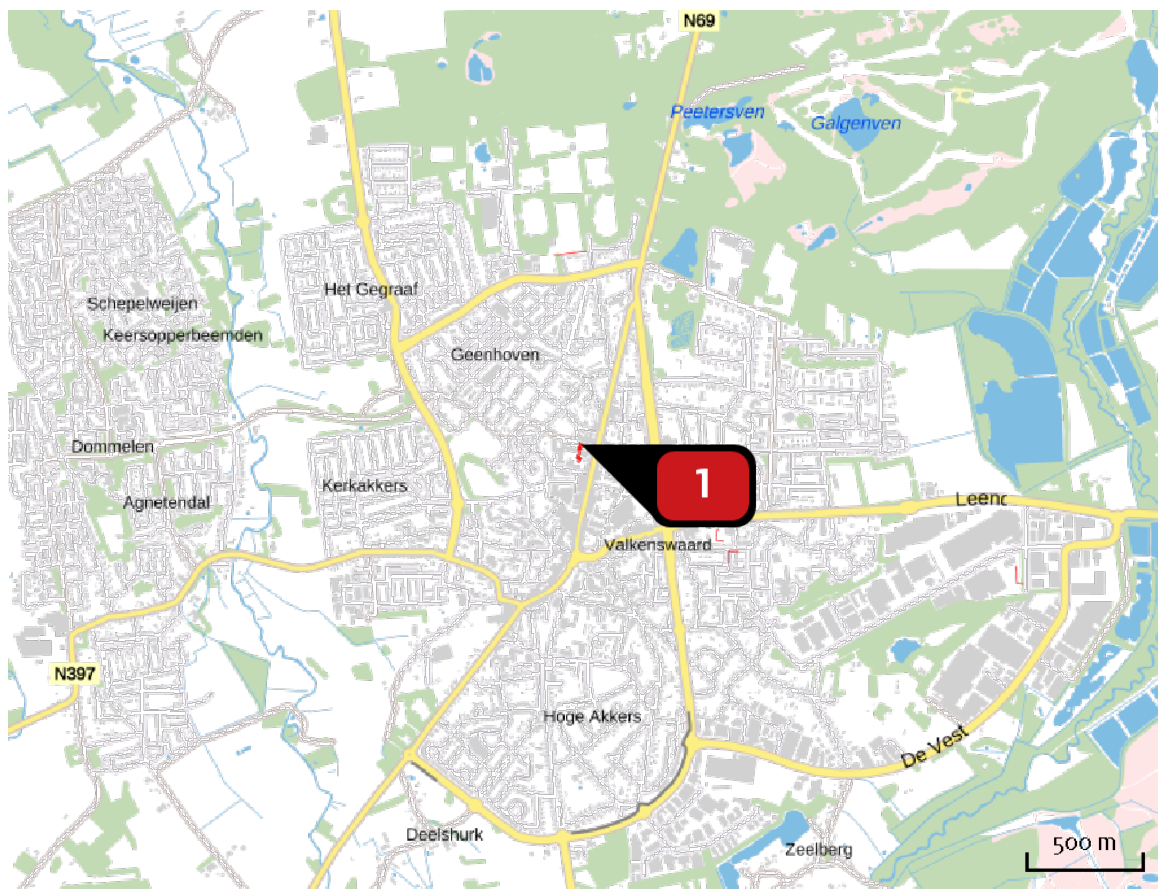 N69
Peetersven
Galgenven
Het Gegraaf
Schepelweijen
Keersopperbeemden
Geenhoven
Dommelen
Kerkakkers
1
Agnetendal
Leend
Valkenswaard
N397
Hoge Akkers
De Vest
Deelshurk
Zeelberg
500 m